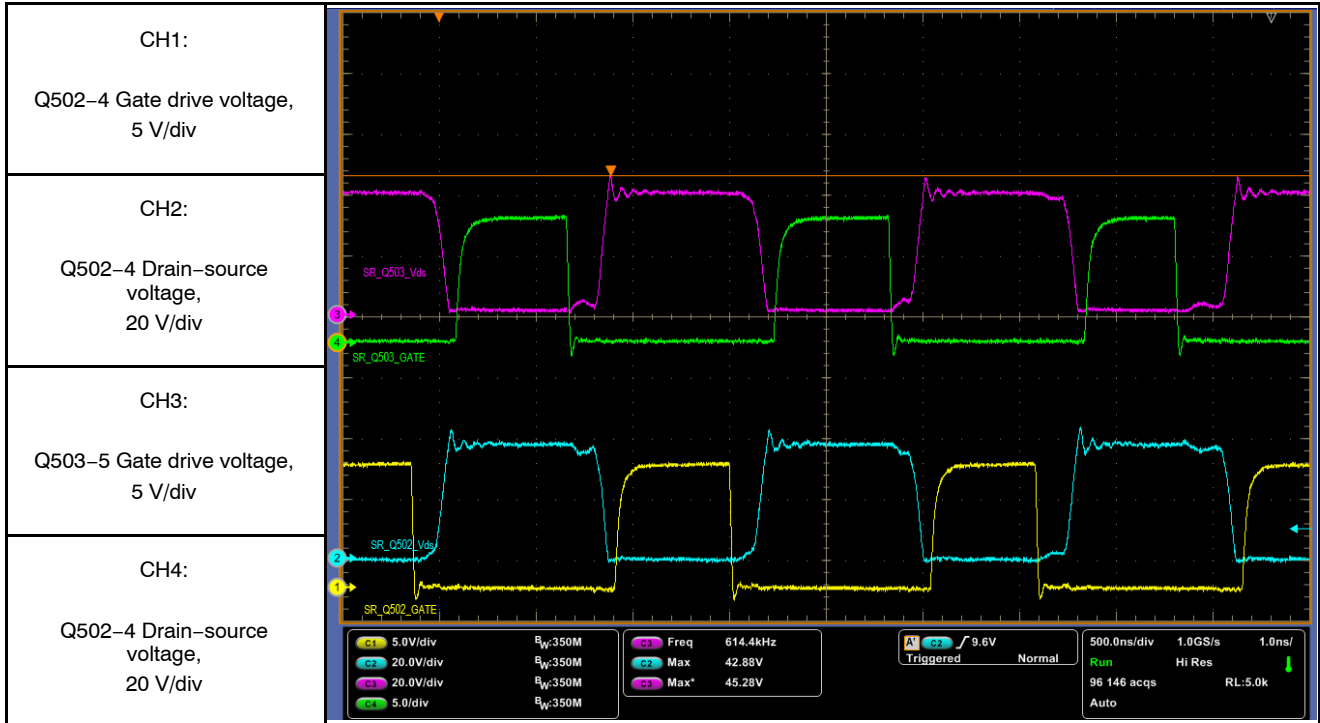 CH1:
Q502−4 Gate drive voltage,
5 V/div
CH2:
Q502−4 Drain−source
voltage,
20 V/div
CH3:
Q503−5 Gate drive voltage,
5 V/div
CH4:
Q502−4 Drain−source
voltage,
20 V/div
SR_Q503_Vds
3
4
SR_Q503_GATE
SR_Q502_Vds
2
1
SR_Q502_GATE
C1 5.0V/div BW:350M
C2 20.0V/div BW:350M
C3 20.0V/div BW:350M
C4 5.0/div BW:350M
C3 Freq 614.4kHz
C2 Max 42.88V
C3 Max* 45.28V
A' C2 9.6V
Triggered Normal
500.0ns/div 1.0GS/s 1.0ns/
Run Hi Res
96 146 acqs RL:5.0k
Auto